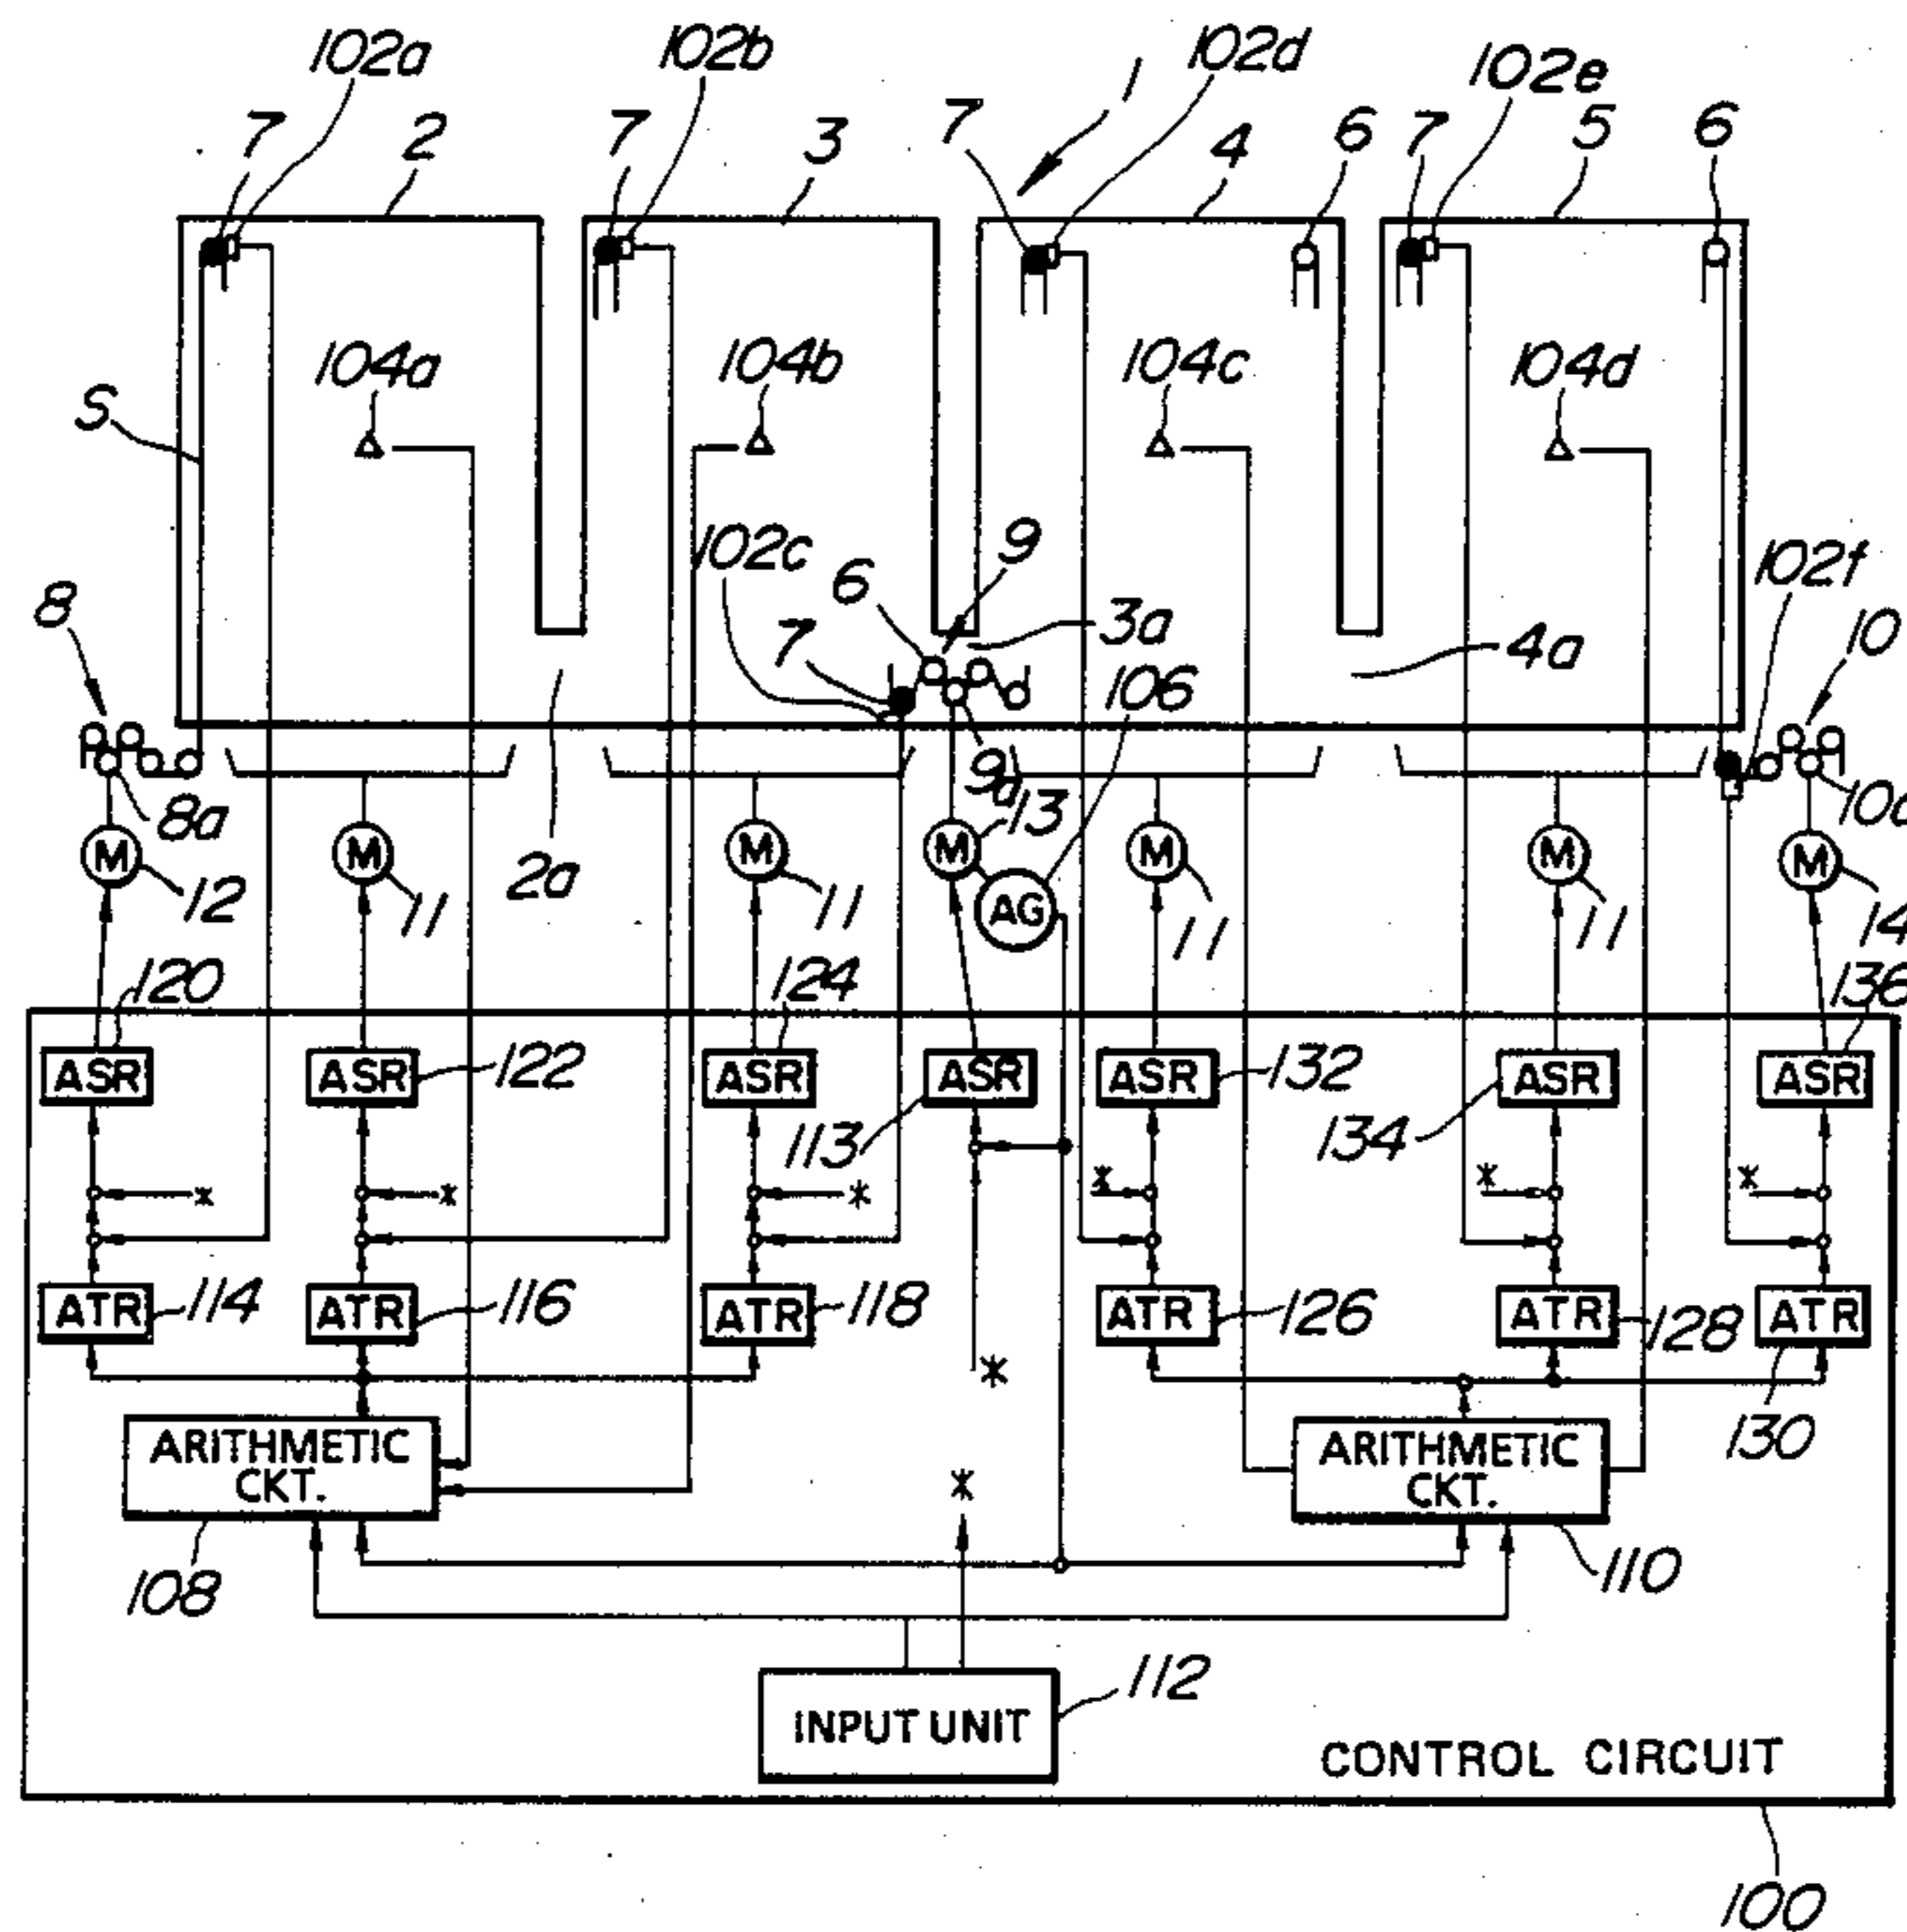 102a 102b 102d 102e
7 2 7 3 7 1 4 6 7 5 6
104a 104b 104c 104d
S
102c 9 102f
8 6 3a 10
7 4a
106
8a 9a 13
M M M M M M M
12 11 2a 11 AG 11 11 14
120 124 136
ASR ASR 122 ASR ASR ASR 132 ASR ASR
113 134
* * * * * *
ATR 114 ATR 116 ATR 118 ATR 126 ATR 128 ATR
*
130
ARITHMETIC ARITHMETIC
CKT. CKT.
*
108 110
112
INPUT UNIT
CONTROL CIRCUIT
100